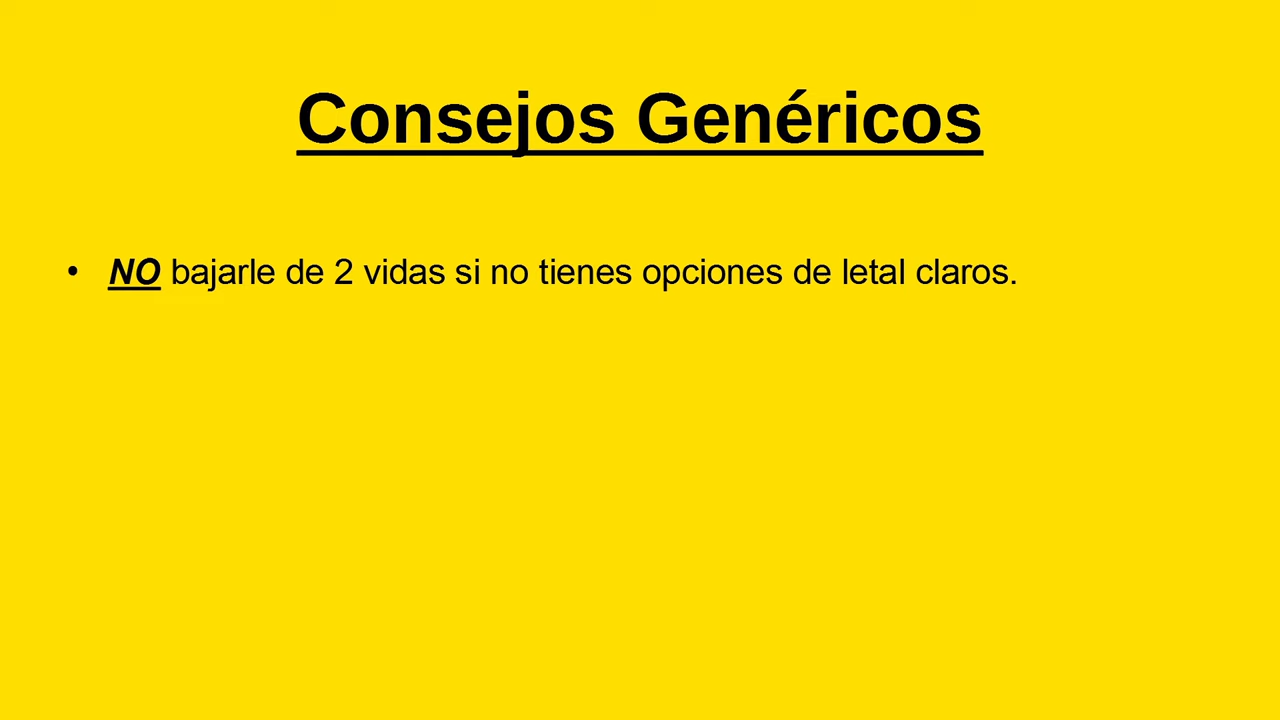 Consejos Genéricos
• NO bajarle de 2 vidas si no tienes opciones de letal claros.